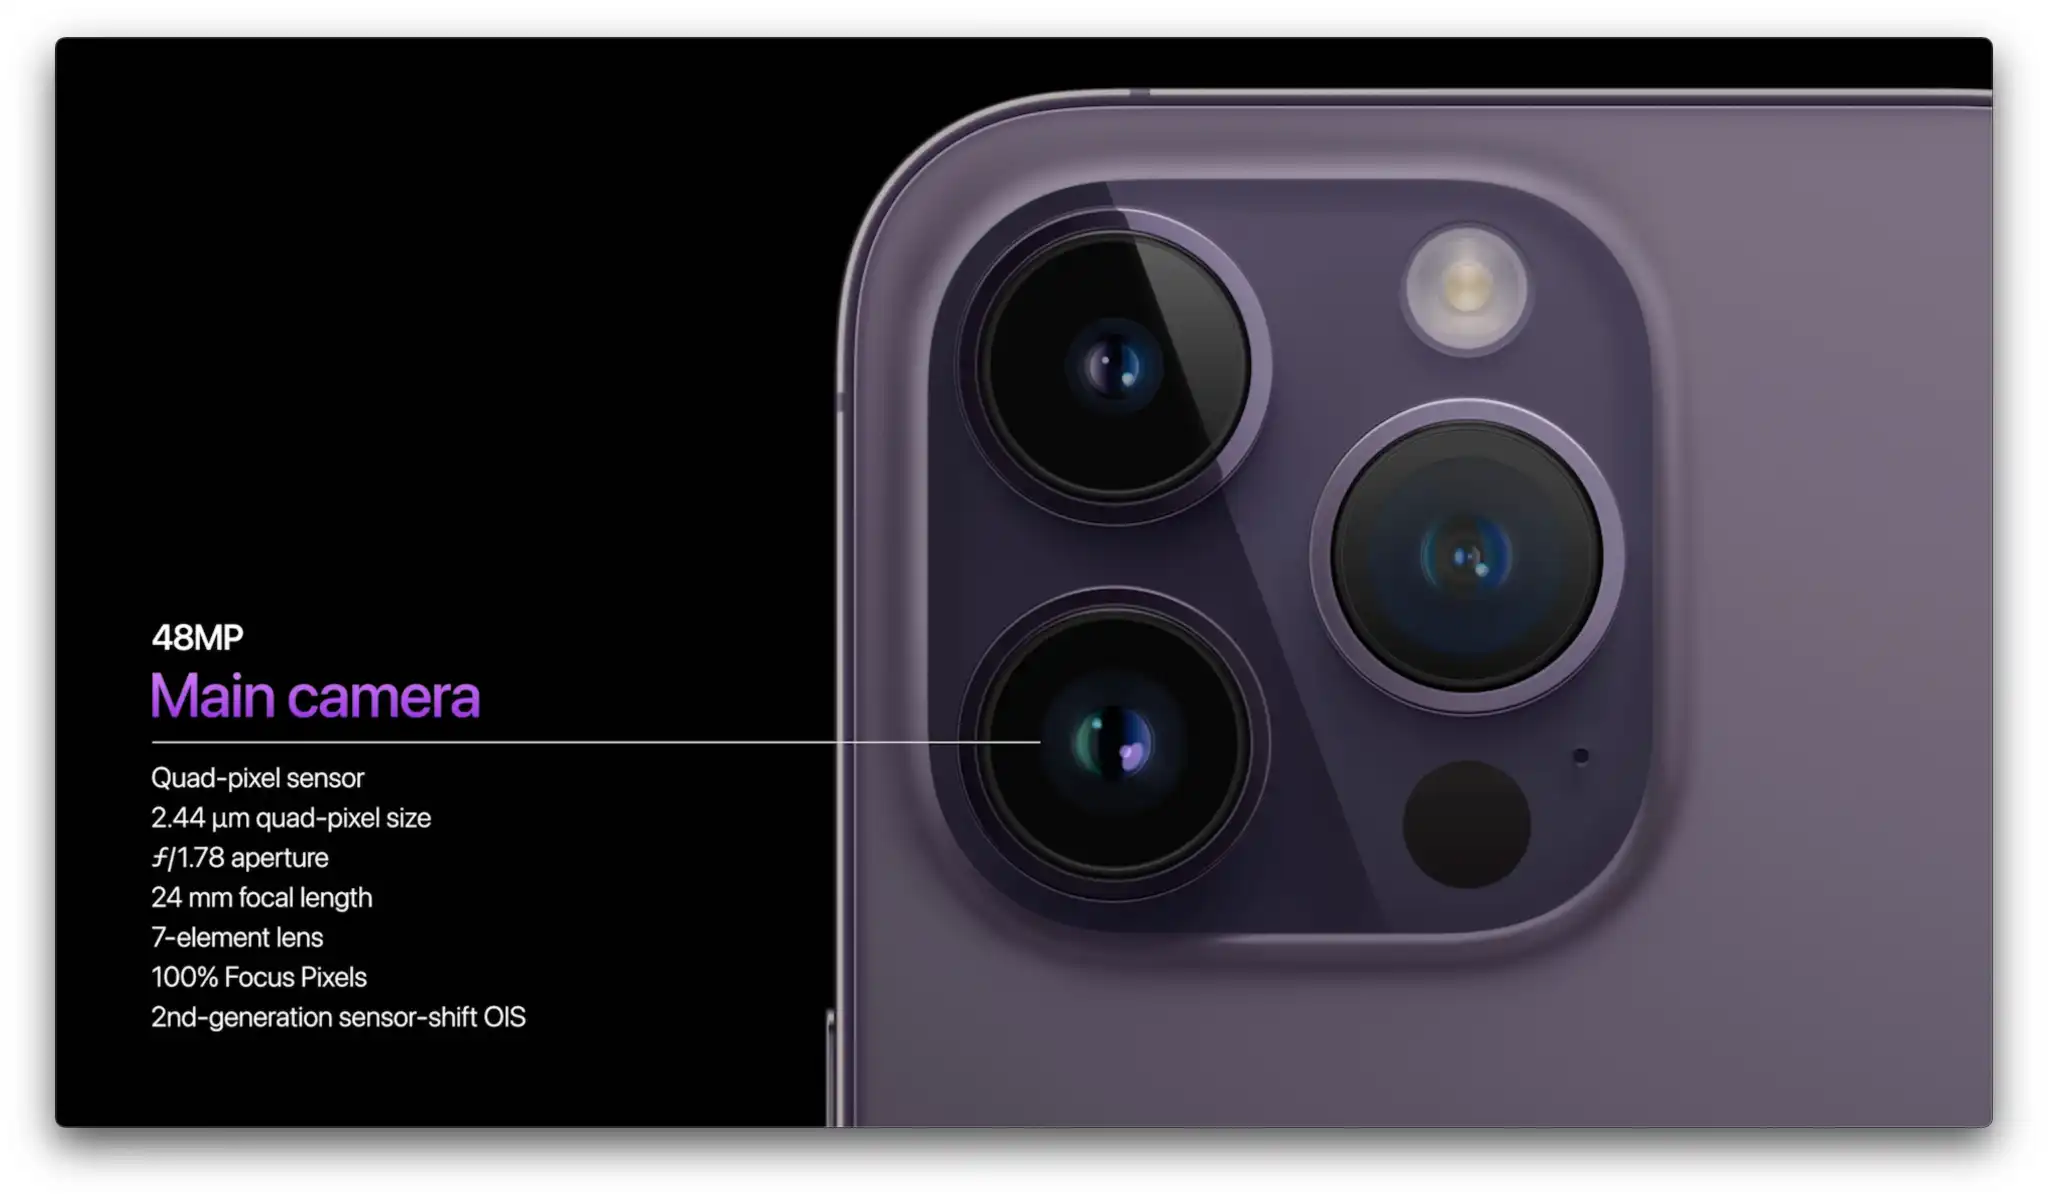 48MP
Main camera
Quad-pixel sensor
2.44 µm quad-pixel size
ƒ/1.78 aperture
24 mm focal length
7-element lens
100% Focus Pixels
2nd-generation sensor-shift OIS